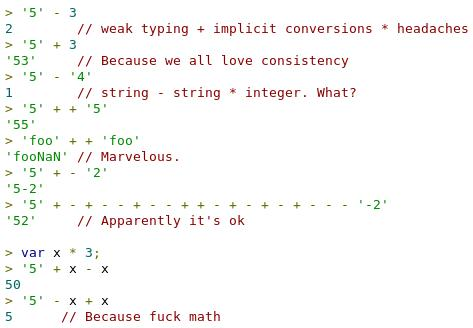 > '5' - 3
2 // weak typing + implicit conversions * headaches
> '5' + 3
'53' // Because we all love consistency
> '5' - '4'
1 // string - string * integer. What?
> '5' + + '5'
'55'
> 'foo' + + 'foo'
'fooNaN' // Marvelous.
> '5' + - '2'
'5-2'
> '5' + - + - - + - - + + - + - + - + - - - '-2'
'52' // Apparently it's ok
> var x * 3;
> '5' + x - x
50
> '5' - x + x
5 // Because fuck math